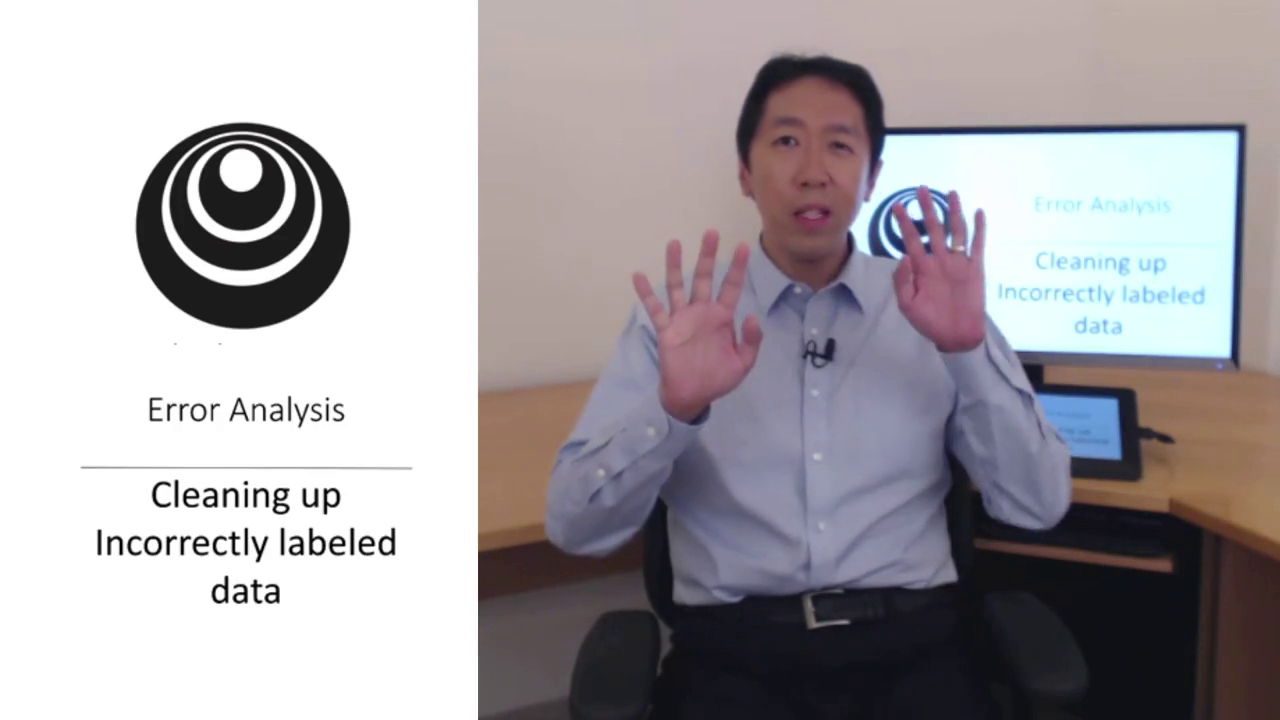 Error Analysis
Cleaning up
Incorrectly labeled
data
Error Analysis
Cleaning up
Incorrectly labeled
data